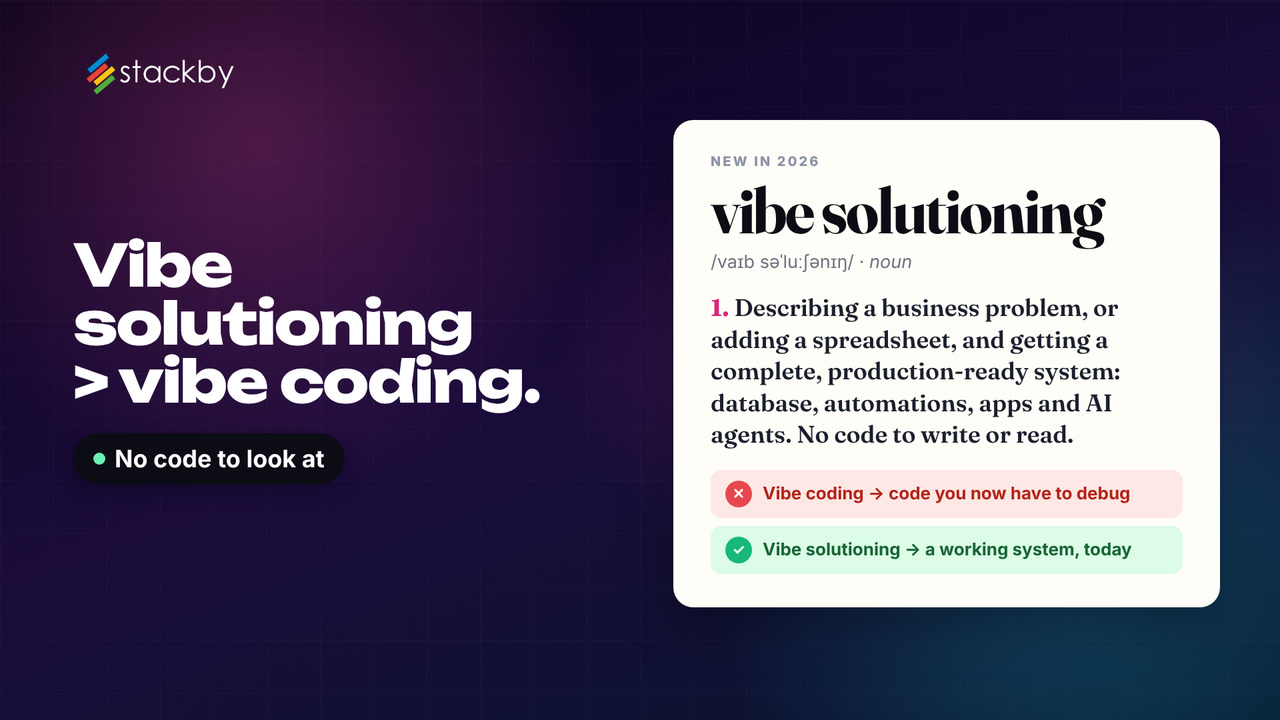 stackby
Vibe
solutioning
> vibe coding.
No code to look at
NEW IN 2026
vibe solutioning
/vaɪb səˈluːʃənɪŋ/ · noun
1. Describing a business problem, or
adding a spreadsheet, and getting a
complete, production-ready system:
database, automations, apps and AI
agents. No code to write or read.
Vibe coding → code you now have to debug
Vibe solutioning → a working system, today